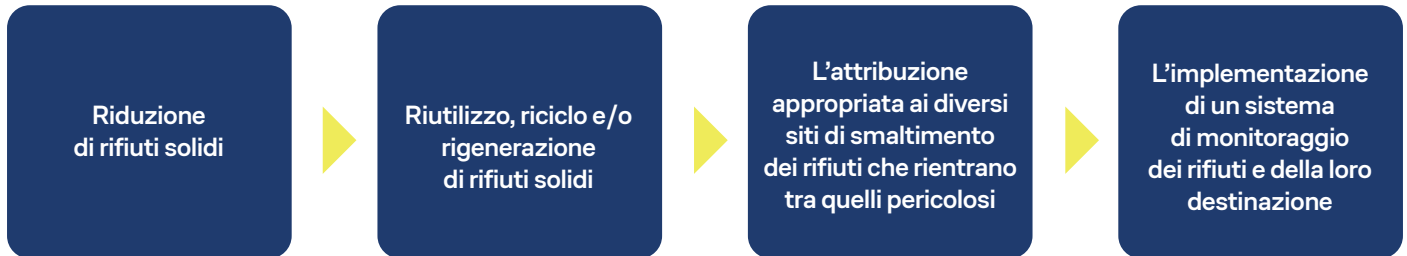 Riduzione
di rifiuti solidi
Riutilizzo, riciclo e/o
rigenerazione
di rifiuti solidi
L’attribuzione
appropriata ai diversi
siti di smaltimento
dei rifiuti che rientrano
tra quelli pericolosi
L’implementazione
di un sistema
di monitoraggio
dei rifiuti e della loro
destinazione